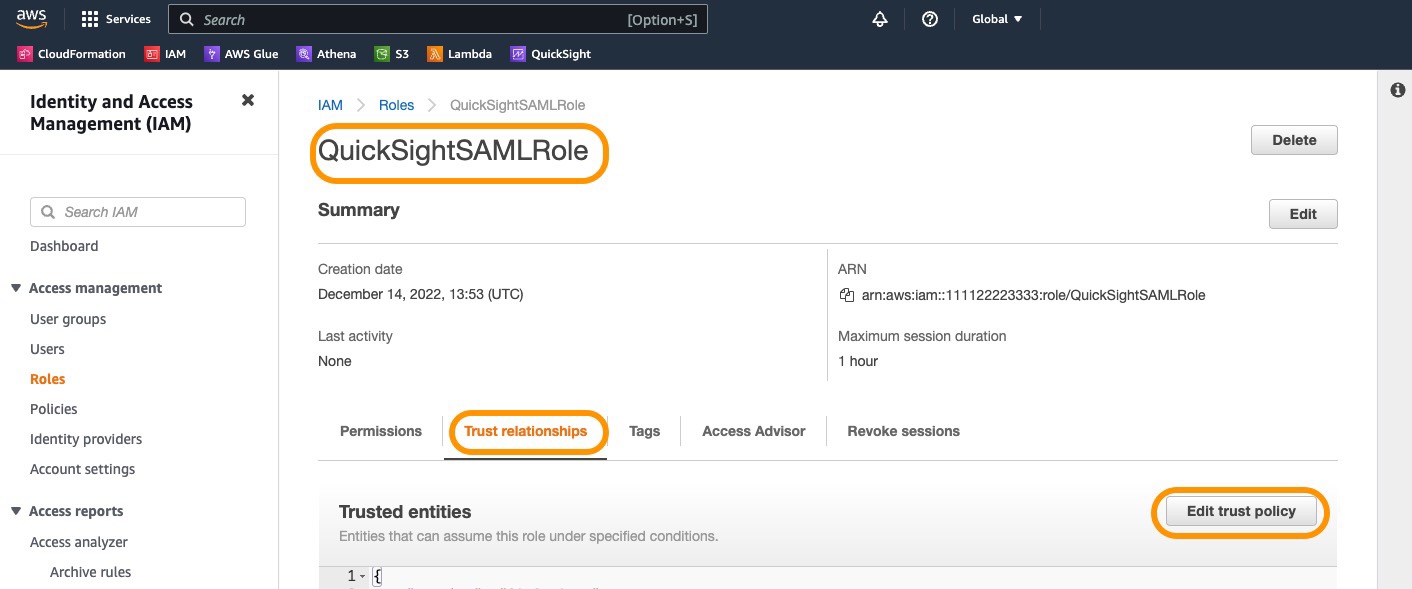 aws Services Search [Option+S] Global
CloudFormation IAM AWS Glue Athena S3 Lambda QuickSight
Identity and Access
Management (IAM)
Search IAM
Dashboard
Access management
User groups
Users
Roles
Policies
Identity providers
Account settings
Access reports
Access analyzer
Archive rules
IAM Roles QuickSightSAMLRole
QuickSightSAMLRole
Delete
Summary
Edit
Creation date
December 14, 2022, 13:53 (UTC)
Last activity
None
ARN
arn:aws:iam::111122223333:role/QuickSightSAMLRole
Maximum session duration
1 hour
Permissions Trust relationships Tags Access Advisor Revoke sessions
Trusted entities
Entities that can assume this role under specified conditions.
Edit trust policy
1 {